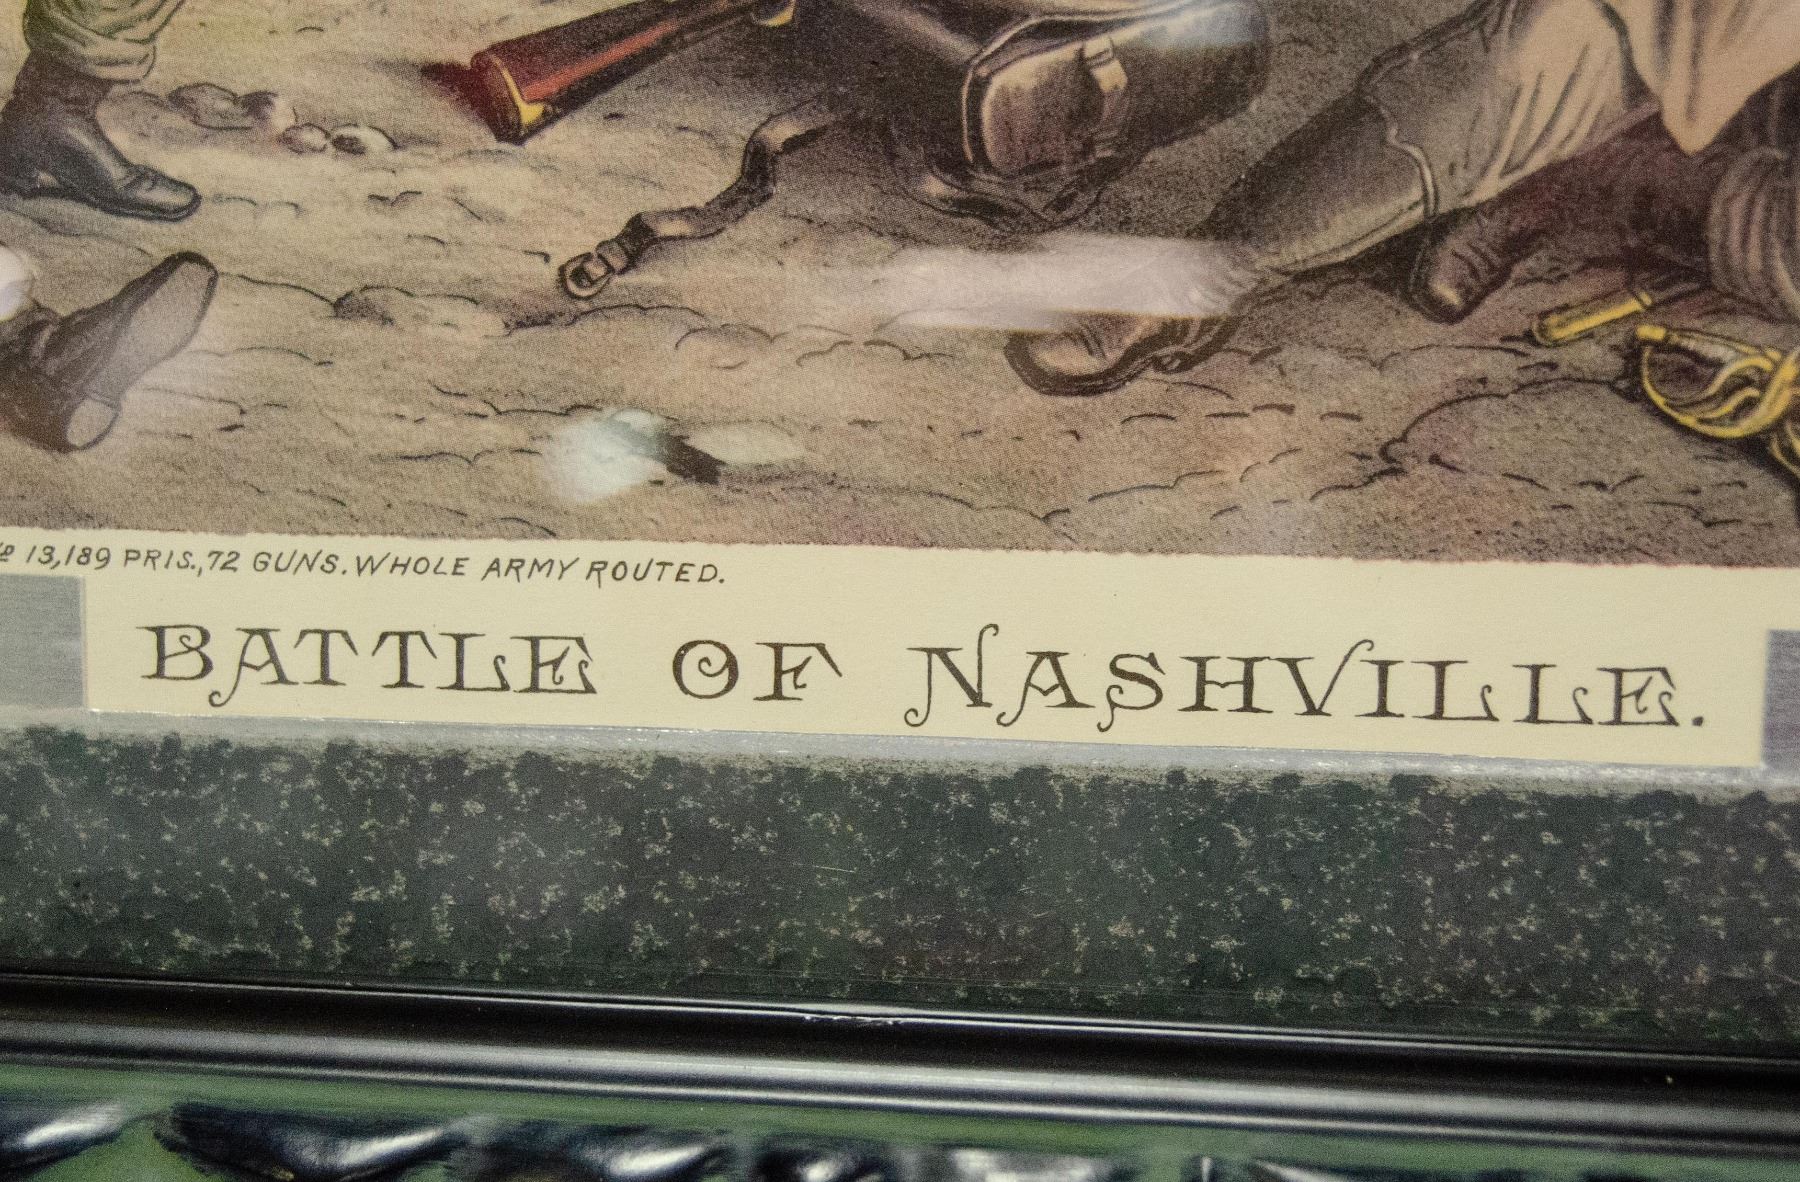 13,189 PRIS., 72 GUNS. WHOLE ARMY ROUTED.
BATTLE OF NASHVILLE.